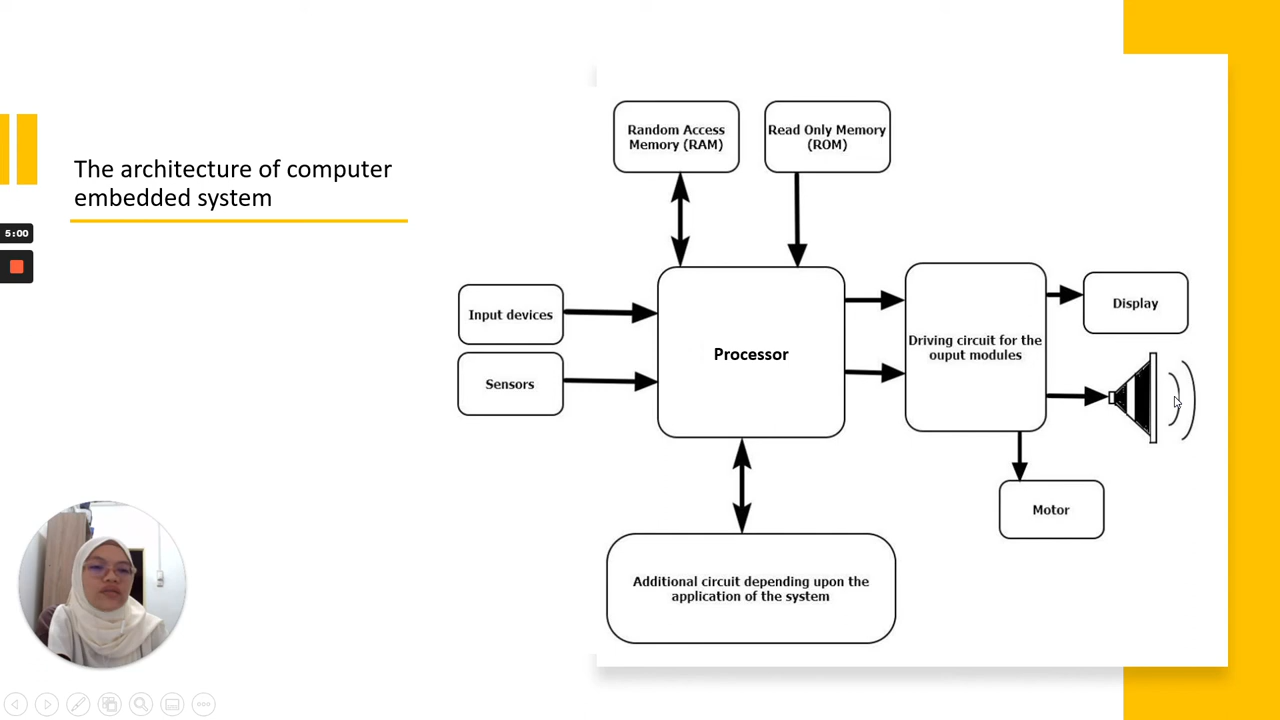 The architecture of computer
embedded system
5:00
Random Access
Memory (RAM)
Read Only Memory
(ROM)
Input devices
Sensors
Processor
Driving circuit for the
ouput modules
Display
Motor
Additional circuit depending upon the
application of the system